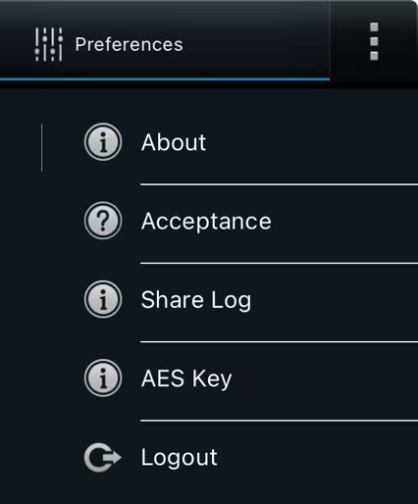 Preferences
About
Acceptance
Share Log
AES Key
Logout